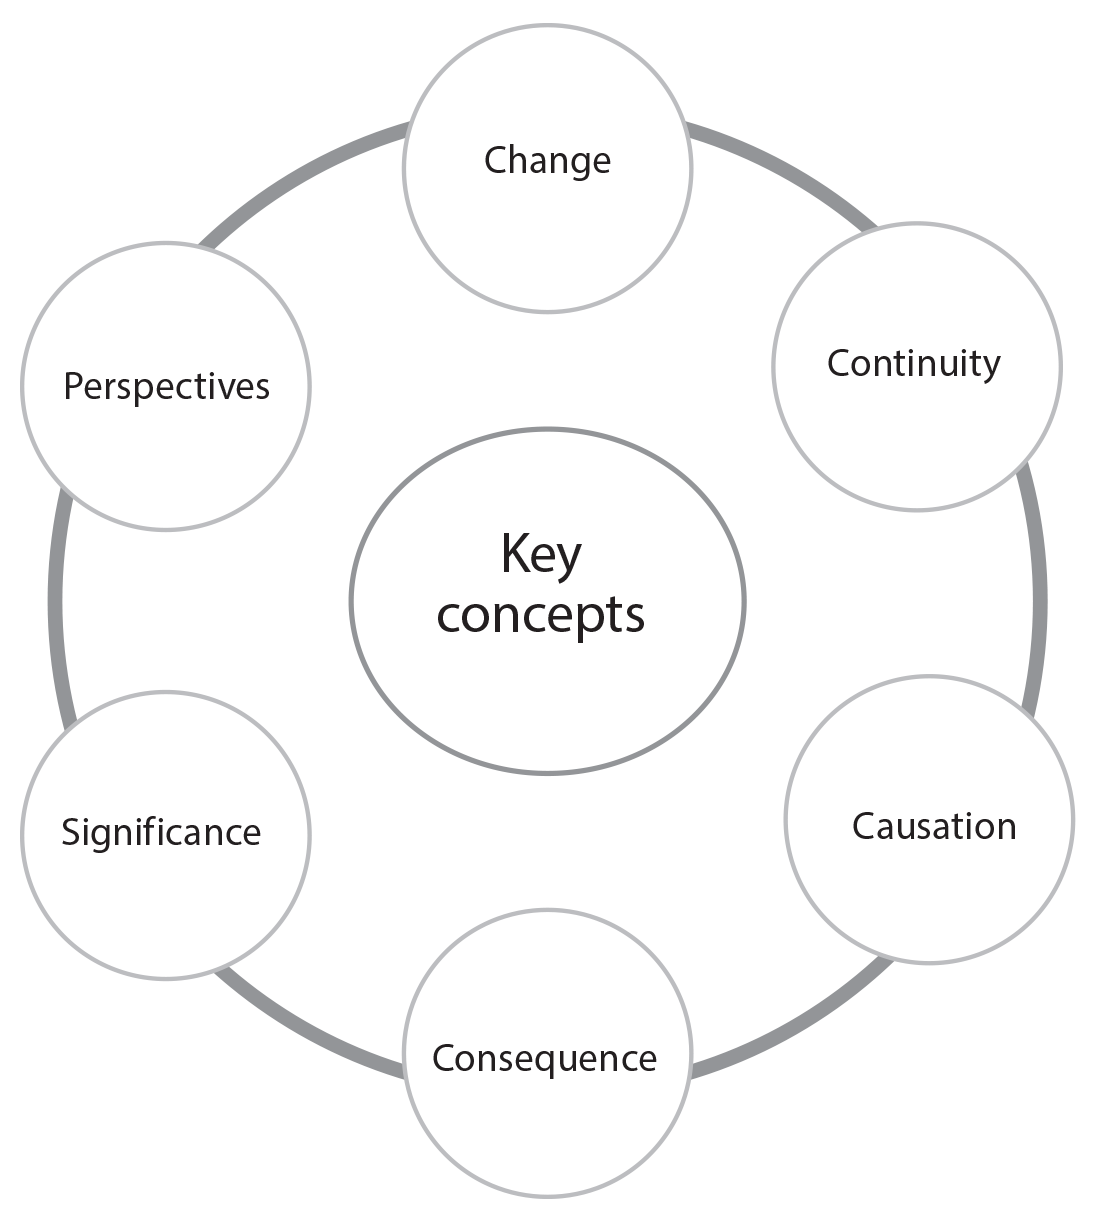 Change
Continuity
Perspectives
Key
concepts
Causation
Significance
Consequence